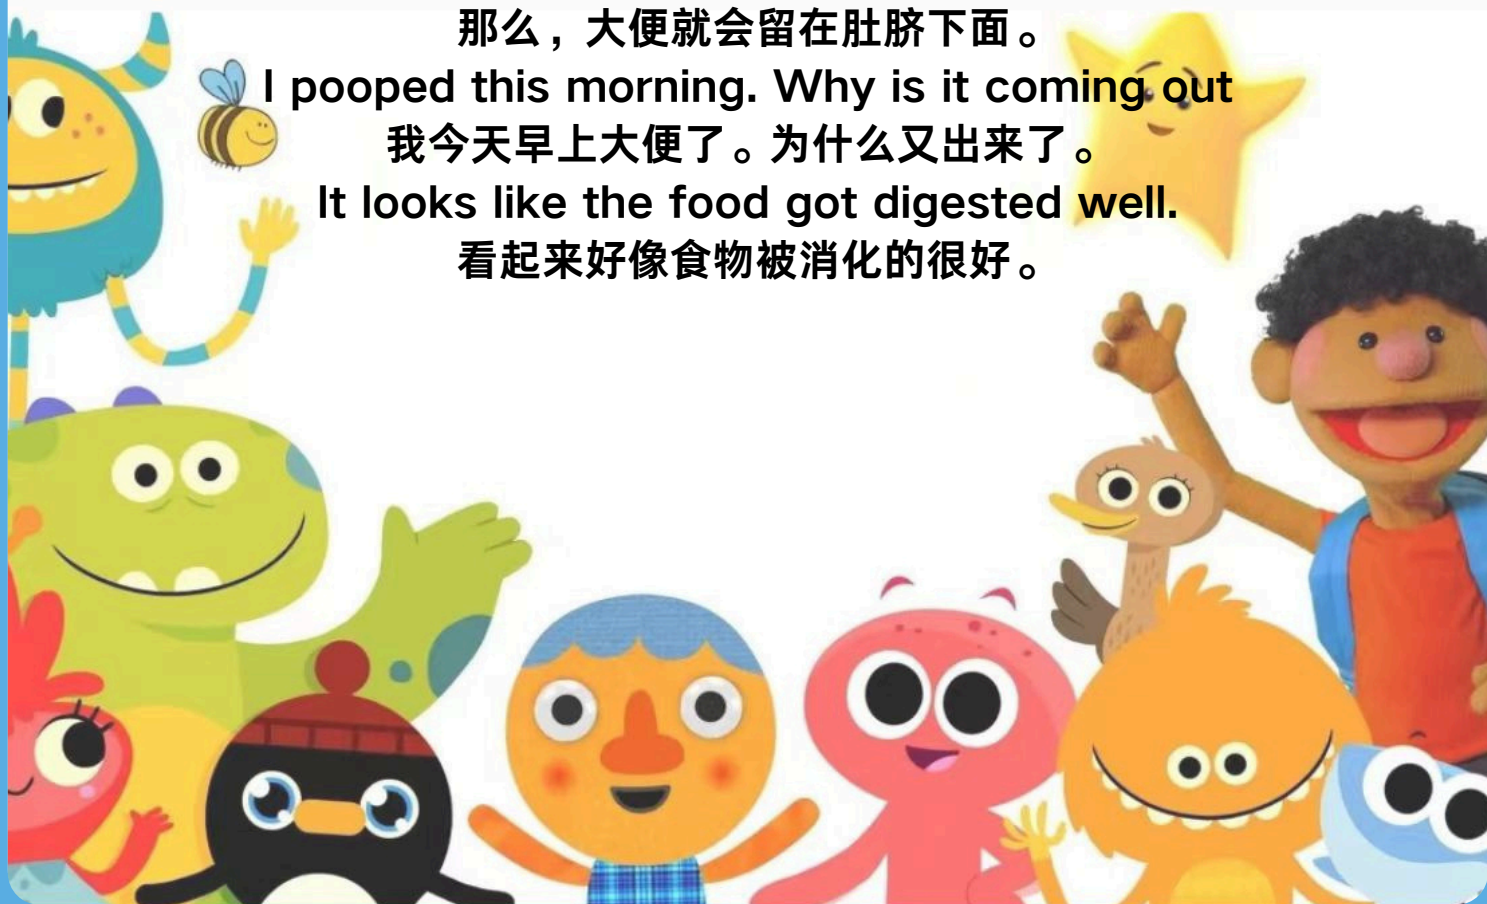 那么，大便就会留在肚脐下面。
I pooped this morning. Why is it coming out
我今天早上大便了。为什么又出来了。
It looks like the food got digested well.
看起来好像食物被消化的很好。